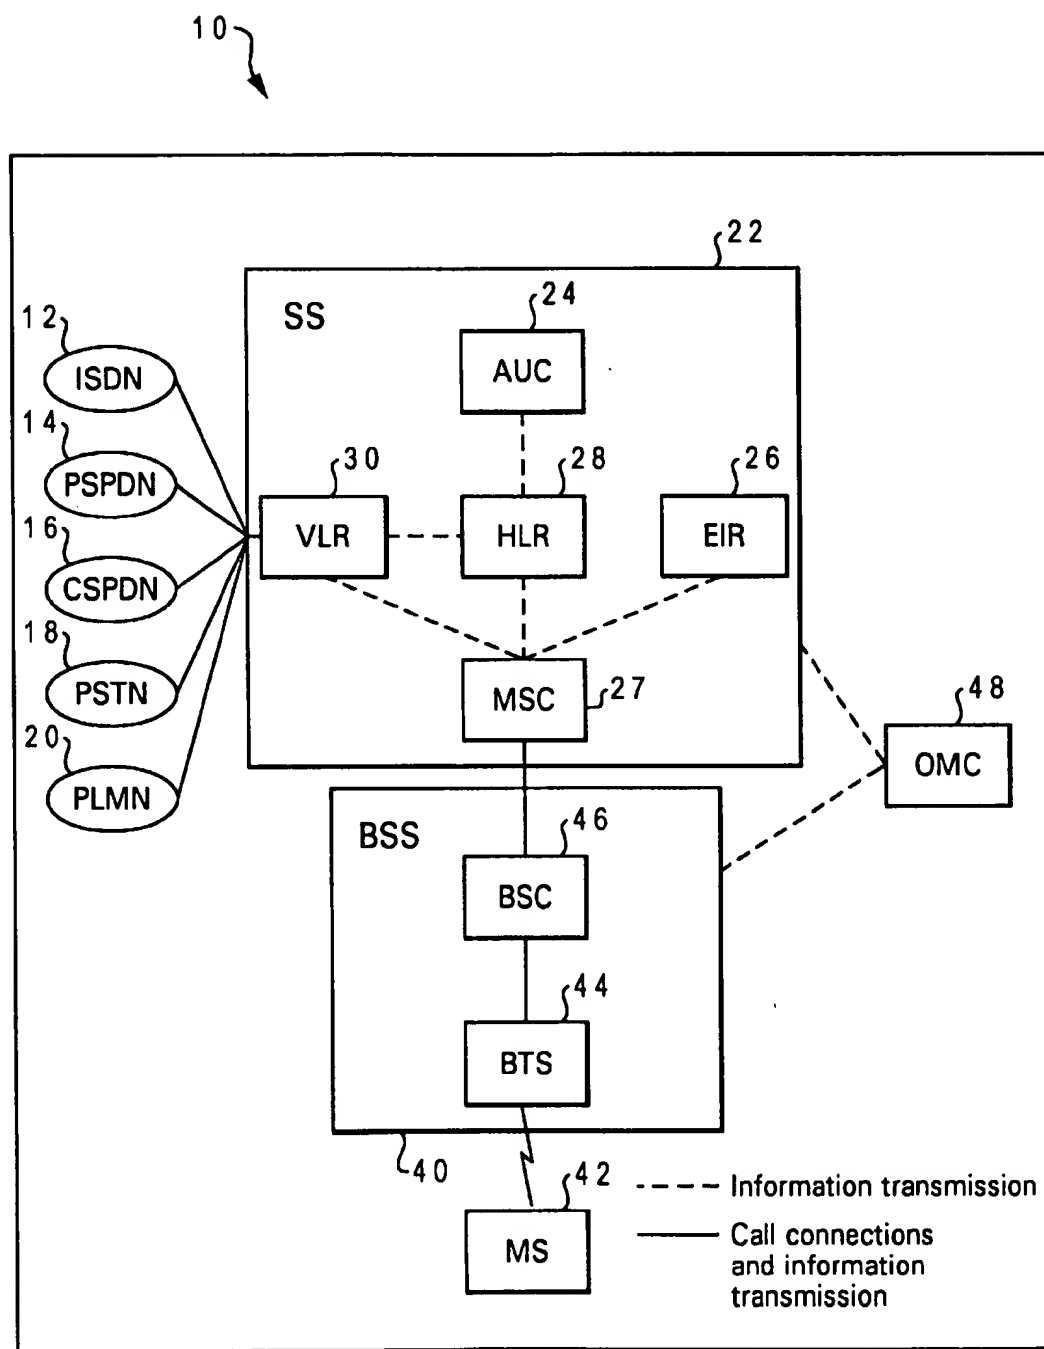 10
22
SS
24
AUC
12
ISDN
14
PSPDN
30
VLR
28
HLR
26
EIR
16
CSPDN
18
PSTN
MSC
27
48
OMC
20
PLMN
BSS
46
BSC
44
BTS
40
42
MS
Information transmission
Call connections
and information
transmission